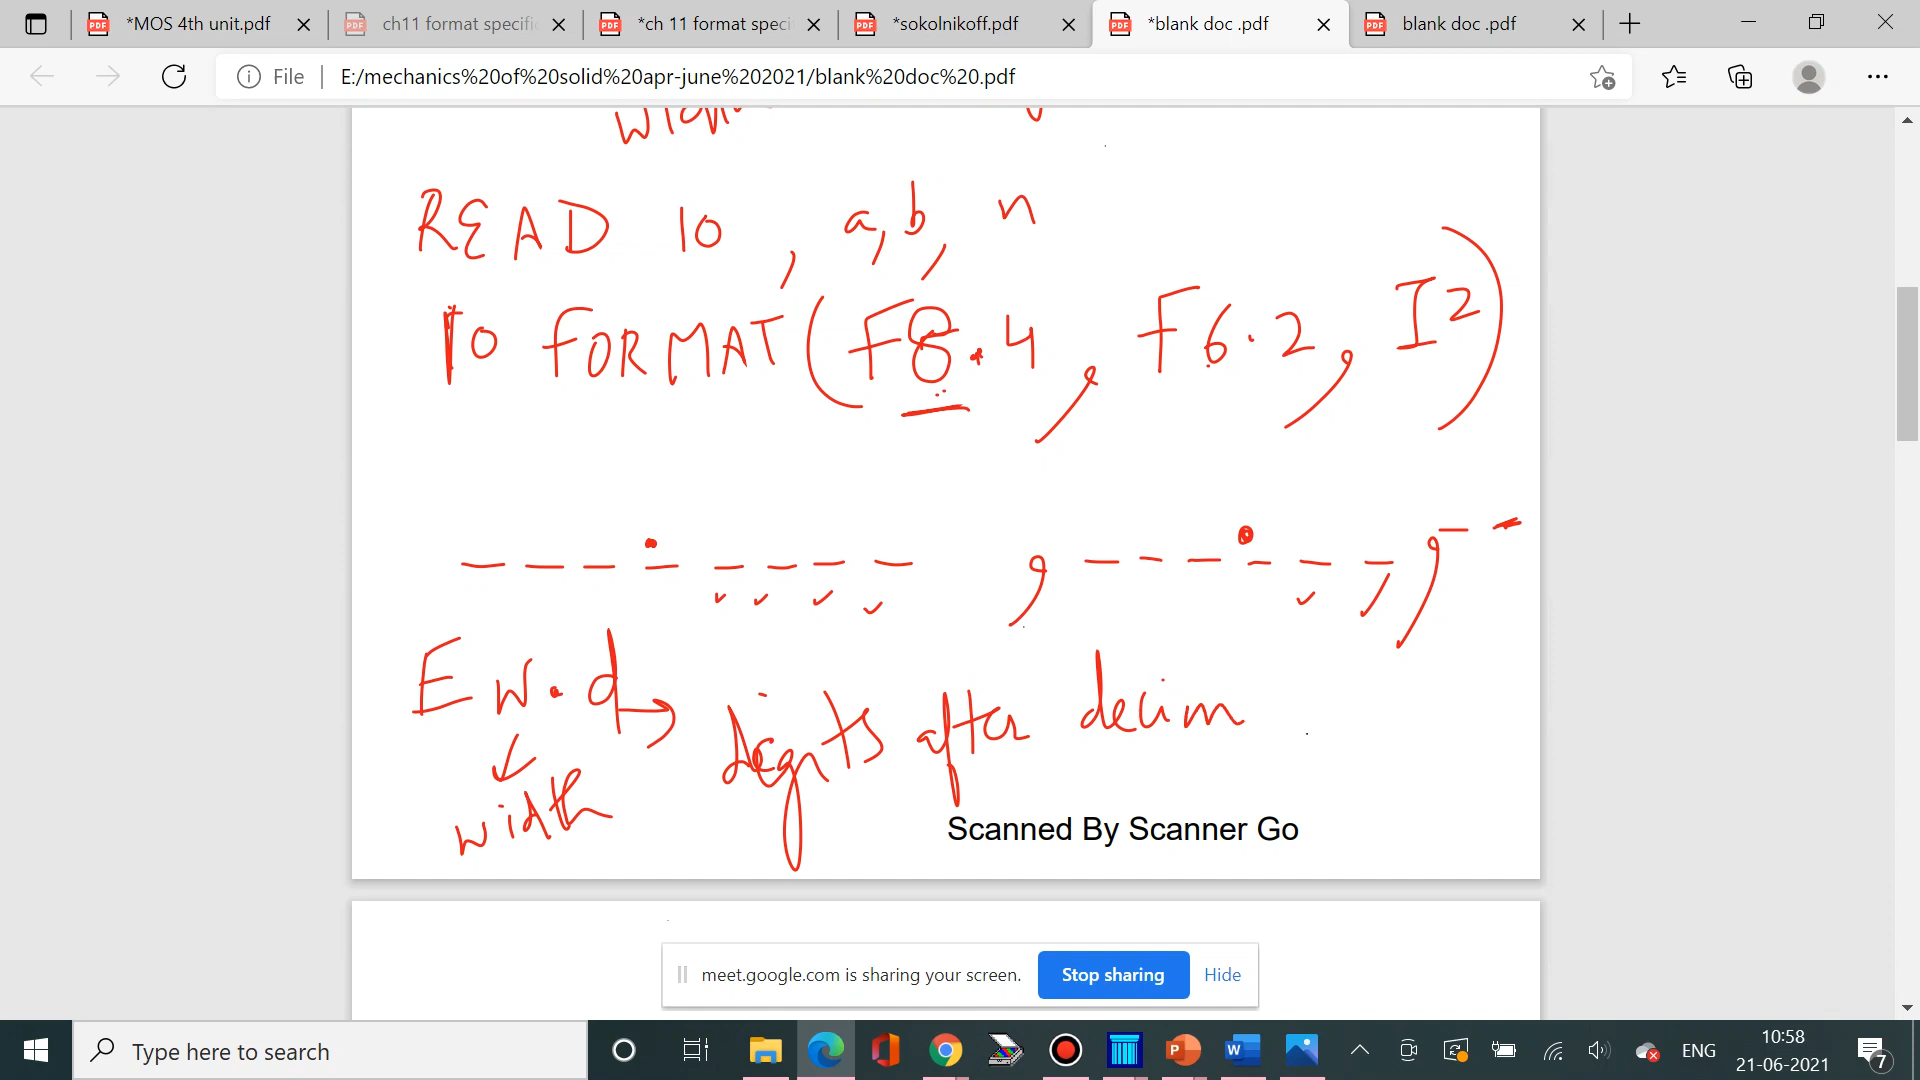 *MOS 4th unit.pdf
ch11 format specific
*ch 11 format speci
*sokolnikoff.pdf
*blank doc .pdf
blank doc .pdf
File
E:/mechanics%20of%20solid%20apr-june%202021/blank%20doc%20.pdf
READ 10 , a, b, n
10 FORMAT (F8.4, F6.2, I2)
E w.d → digits after decim
width
Scanned By Scanner Go
meet.google.com is sharing your screen.
Stop sharing
Hide
Type here to search
ENG
10:58
21-06-2021
7